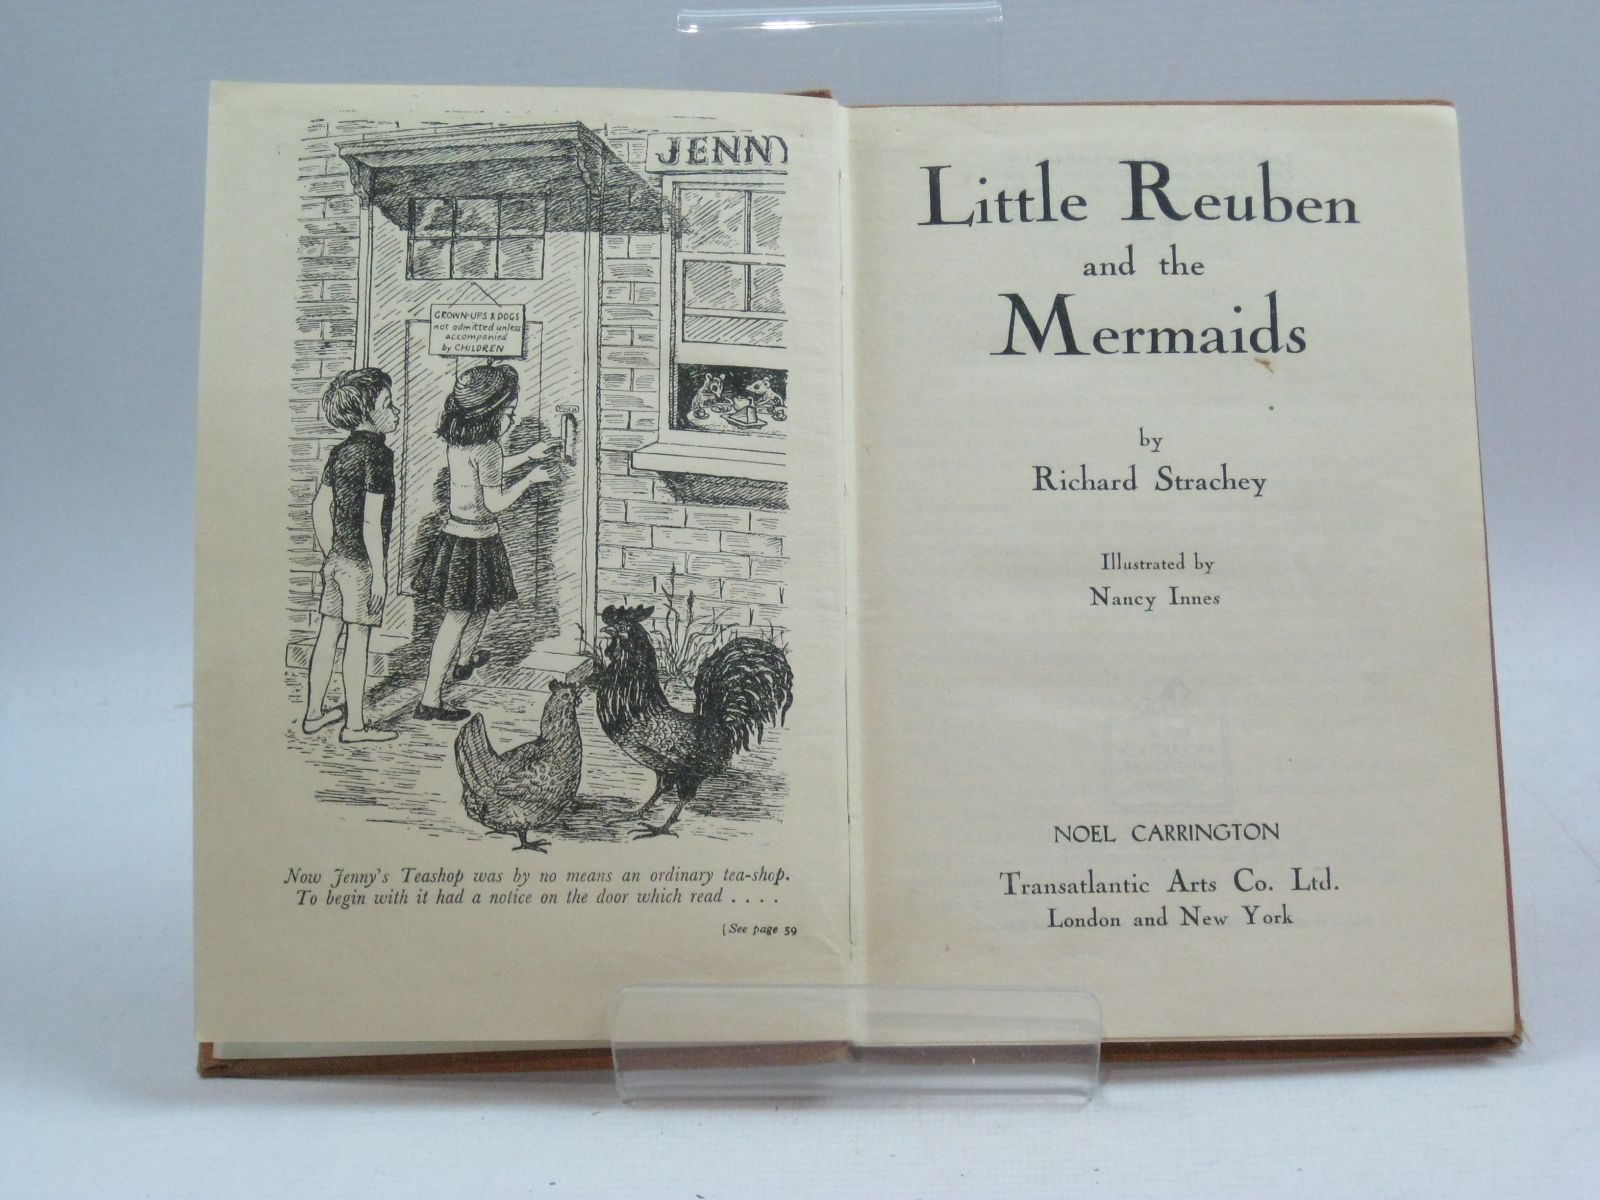 JENNY
GROWN-UPS & DOGS
not admitted unless
accompanied
by CHILDREN
Now Jenny's Teashop was by no means an ordinary tea-shop.
To begin with it had a notice on the door which read . . . .
[See page 59
Little Reuben
and the
Mermaids
by
Richard Strachey
Illustrated by
Nancy Innes
NOEL CARRINGTON
Transatlantic Arts Co. Ltd.
London and New York